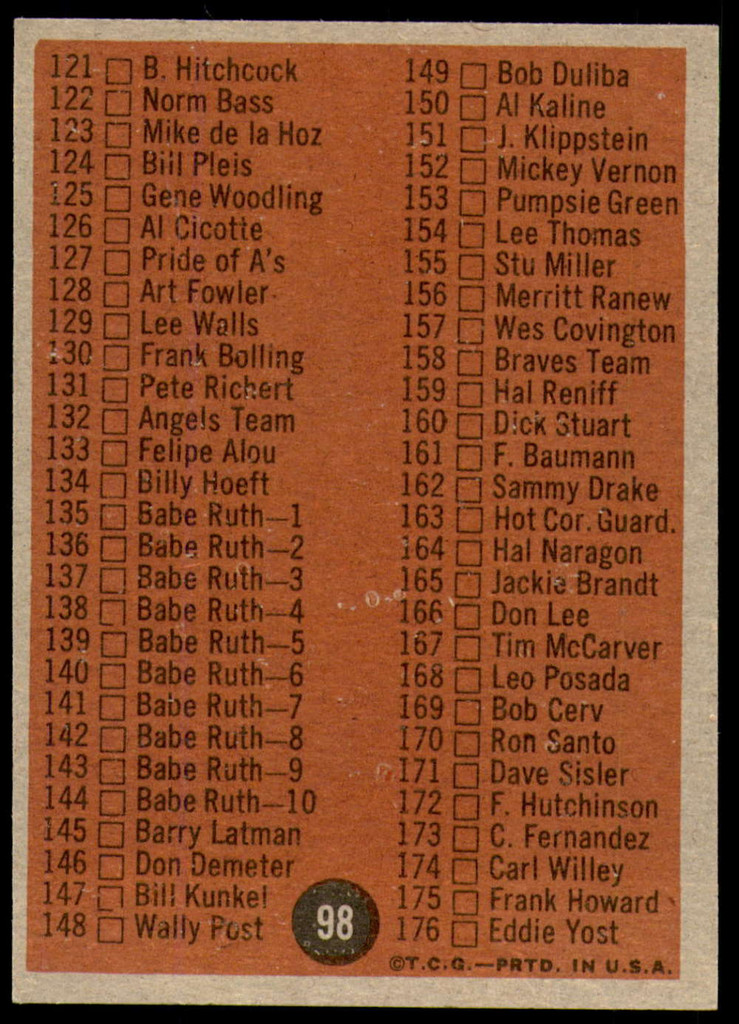 121 B. Hitchcock
122 Norm Bass
123 Mike de la Hoz
124 Bill Pleis
125 Gene Woodling
126 Al Cicotte
127 Pride of A's
128 Art Fowler
129 Lee Walls
130 Frank Bolling
131 Pete Richert
132 Angels Team
133 Felipe Alou
134 Billy Hoeft
135 Babe Ruth—1
136 Babe Ruth—2
137 Babe Ruth—3
138 Babe Ruth—4
139 Babe Ruth—5
140 Babe Ruth—6
141 Babe Ruth—7
142 Babe Ruth—8
143 Babe Ruth—9
144 Babe Ruth—10
145 Barry Latman
146 Don Demeter
147 Bill Kunkel
148 Wally Post
98
149 Bob Duliba
150 Al Kaline
151 J. Klippstein
152 Mickey Vernon
153 Pumpsie Green
154 Lee Thomas
155 Stu Miller
156 Merritt Ranew
157 Wes Covington
158 Braves Team
159 Hal Reniff
160 Dick Stuart
161 F. Baumann
162 Sammy Drake
163 Hot Cor. Guard.
164 Hal Naragon
165 Jackie Brandt
166 Don Lee
167 Tim McCarver
168 Leo Posada
169 Bob Cerv
170 Ron Santo
171 Dave Sisler
172 F. Hutchinson
173 C. Fernandez
174 Carl Willey
175 Frank Howard
176 Eddie Yost
©T.C.G.—PRTD. IN U.S.A.